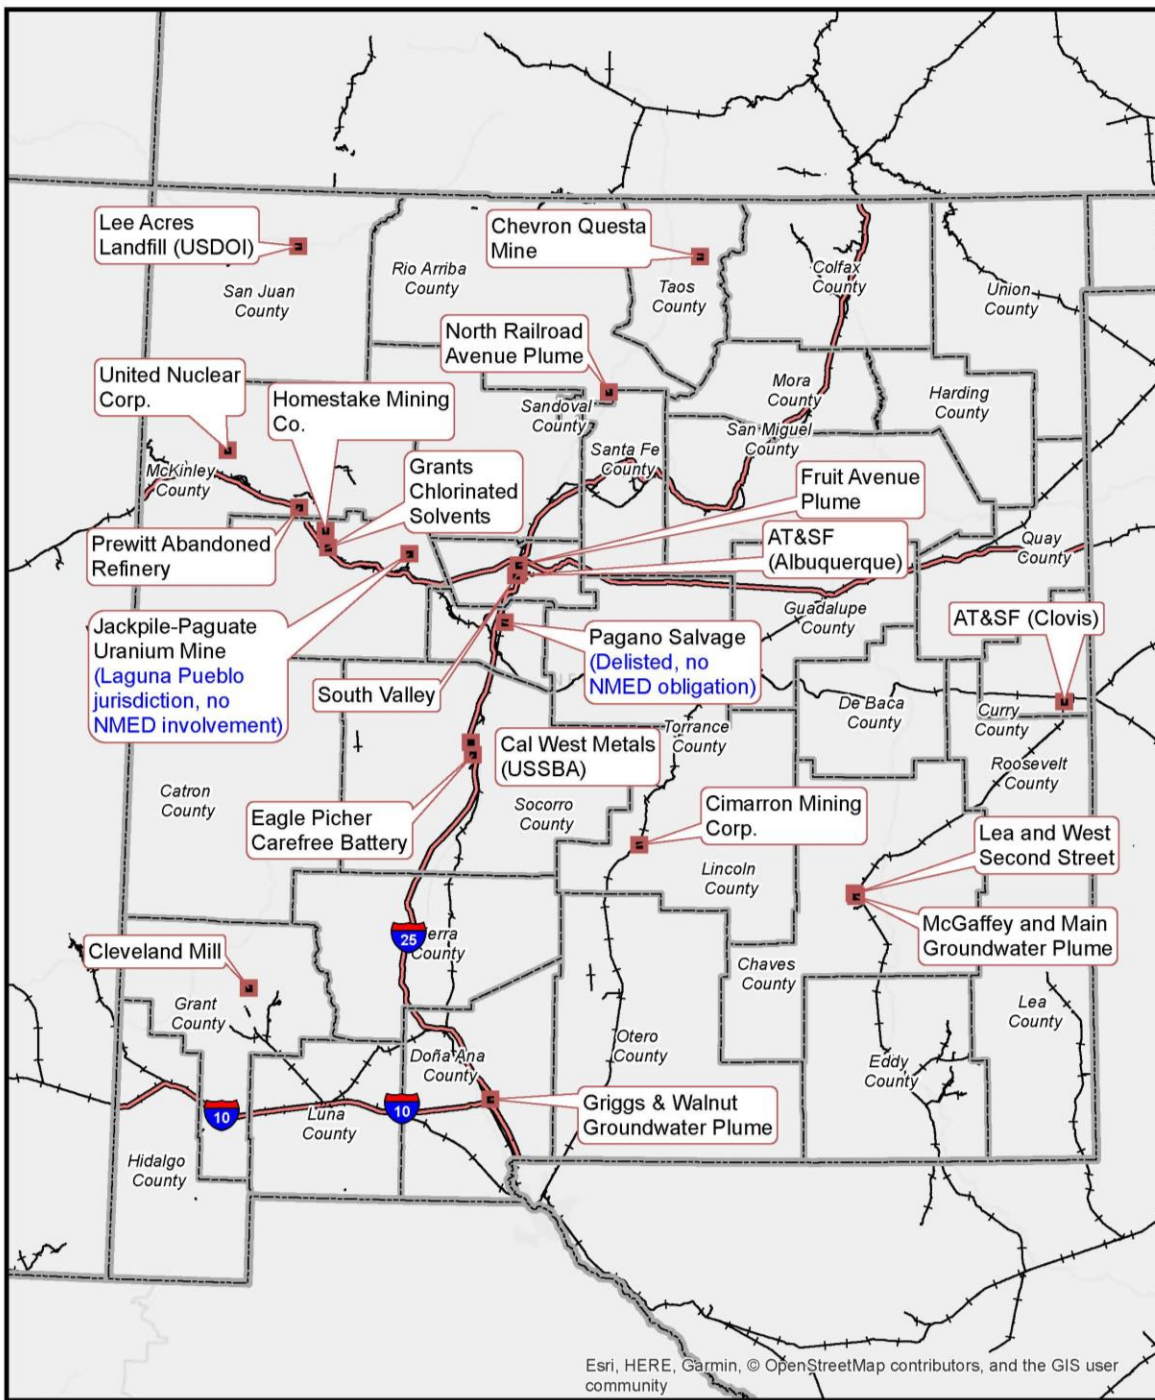 Lee Acres
Landfill (USDOI)
Chevron Questa
Mine
Rio Arriba
County
Colfax
County
San Juan
County
Taos
County
Union
County
North Railroad
Avenue Plume
United Nuclear
Corp.
Homestake Mining
Co.
Mora
County
Harding
County
Sandoval
County
San Miguel
County
Santa Fe
County
McKinley
County
Grants
Chlorinated
Solvents
Fruit Avenue
Plume
Prewitt Abandoned
Refinery
AT&SF
(Albuquerque)
Quay
County
Guadalupe
County
Jackpile-Paguate
Uranium Mine
(Laguna Pueblo
jurisdiction, no
NMED involvement)
South Valley
Pagano Salvage
(Delisted, no
NMED obligation)
AT&SF (Clovis)
De Baca
County
Curry
County
Torrance
County
Cal West Metals
(USSBA)
Roosevelt
County
Catron
County
Eagle Picher
Carefree Battery
Socorro
County
Cimarron Mining
Corp.
Lea and West
Second Street
Lincoln
County
McGaffey and Main
Groundwater Plume
25
erra
County
Cleveland Mill
Chaves
County
Grant
County
Lea
County
Otero
County
Doña Ana
County
Eddy
County
10
10
Luna
County
Griggs & Walnut
Groundwater Plume
Hidalgo
County
Esri, HERE, Garmin, © OpenStreetMap contributors, and the GIS user
community